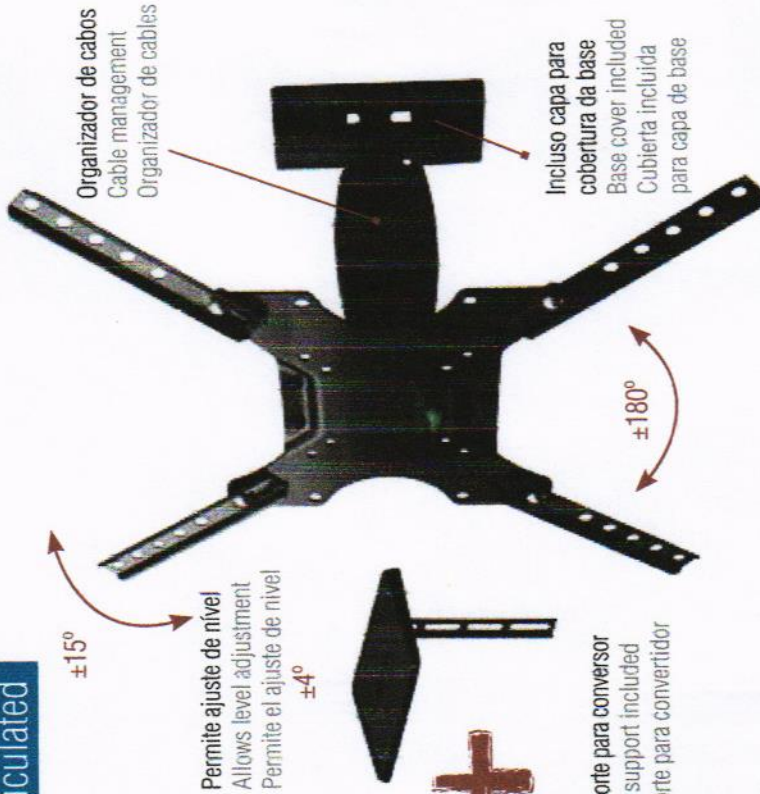 culated
±15º
Permite ajuste de nível
Allows level adjustment
Permite el ajuste de nivel
±4º
Organizador de cabos
Cable management
Organizador de cables
Incluso capa para
cobertura da base
Base cover included
Cubierta incluida
para capa de base
±180º
orte para conversor
support included
rte para convertidor